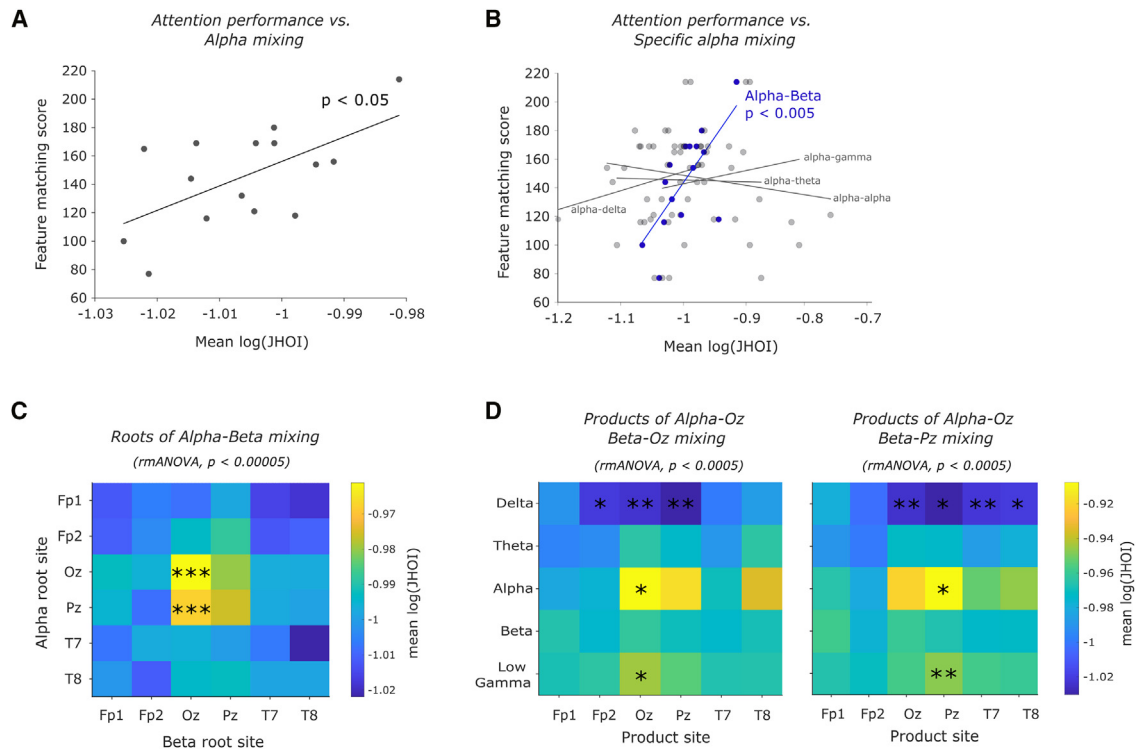 A
Attention performance vs.
Alpha mixing
220
200
180
160
140
120
100
80
60
Feature matching score
p < 0.05
-1.03
-1.02
-1.01
-1
-0.99
-0.98
Mean log(JHOI)
B
Attention performance vs.
Specific alpha mixing
220
200
180
160
140
120
100
80
60
Feature matching score
Alpha-Beta
p < 0.005
alpha-gamma
alpha-theta
alpha-alpha
alpha-delta
-1.2
-1.1
-1
-0.9
-0.8
-0.7
Mean log(JHOI)
C
Roots of Alpha-Beta mixing
(rmANOVA, p < 0.00005)
Alpha root site
Fp1
Fp2
Oz
Pz
T7
T8
***
***
Fp1
Fp2
Oz
Pz
T7
T8
Beta root site
-0.97
-0.98
-0.99
-1
-1.01
-1.02
mean log(JHOI)
D
Products of Alpha-Oz
Beta-Oz mixing
(rmANOVA, p < 0.0005)
Delta
Theta
Alpha
Beta
Low
Gamma
* ** **
*
*
Fp1
Fp2
Oz
Pz
T7
T8
Product site
Products of Alpha-Oz
Beta-Pz mixing
(rmANOVA, p < 0.0005)
** * ** *
*
**
Fp1
Fp2
Oz
Pz
T7
T8
Product site
-0.92
-0.94
-0.96
-0.98
-1
-1.02
mean log(JHOI)